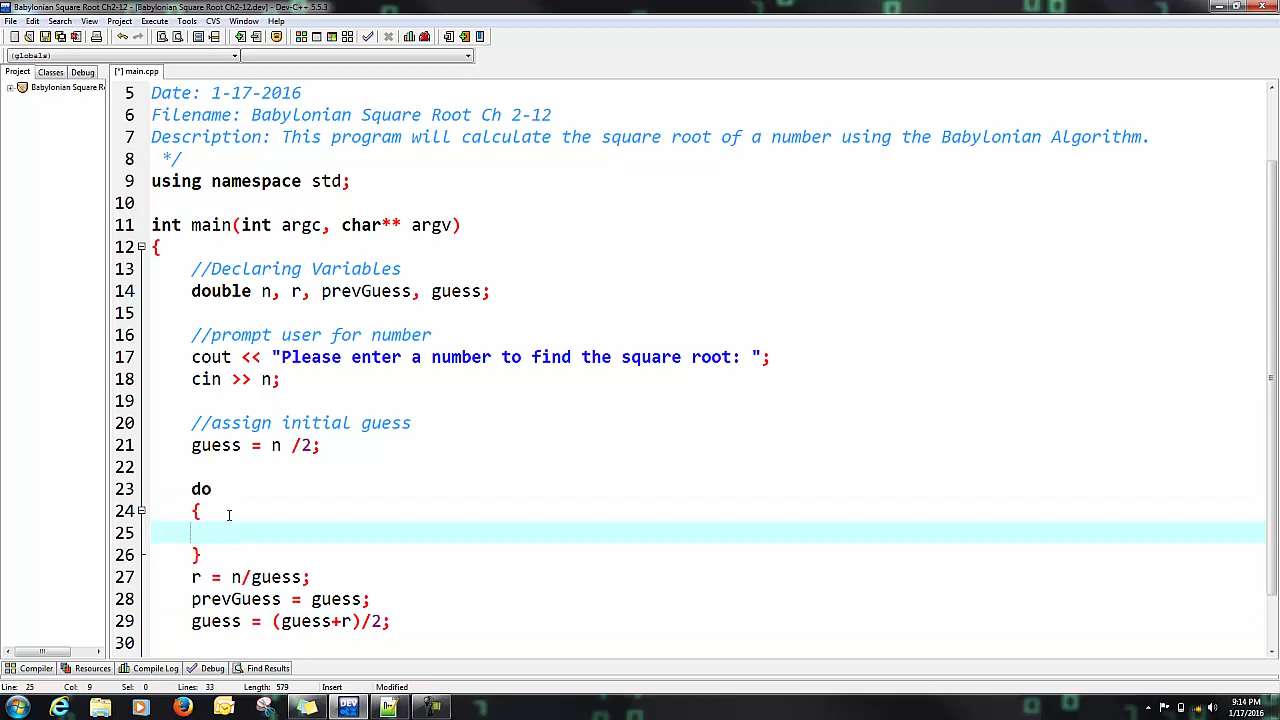 Babylonian Square Root Ch2-12 - [Babylonian Square Root Ch2-12.dev] - Dev-C++ 5.5.3
File Edit Search View Project Execute Tools CVS Window Help
(globals)
Project Classes Debug [*] main.cpp
Babylonian Square R
5 Date: 1-17-2016
6 Filename: Babylonian Square Root Ch 2-12
7 Description: This program will calculate the square root of a number using the Babylonian Algorithm.
8 */
9 using namespace std;
10
11 int main(int argc, char** argv)
12 {
13 //Declaring Variables
14 double n, r, prevGuess, guess;
15
16 //prompt user for number
17 cout << "Please enter a number to find the square root: ";
18 cin >> n;
19
20 //assign initial guess
21 guess = n /2;
22
23 do
24 {
25
26 }
27 r = n/guess;
28 prevGuess = guess;
29 guess = (guess+r)/2;
30
Compiler Resources Compile Log Debug Find Results
Line: 25 Col: 9 Sel: 0 Lines: 33 Length: 579 Insert Modified
DEV
9:14 PM
1/17/2016